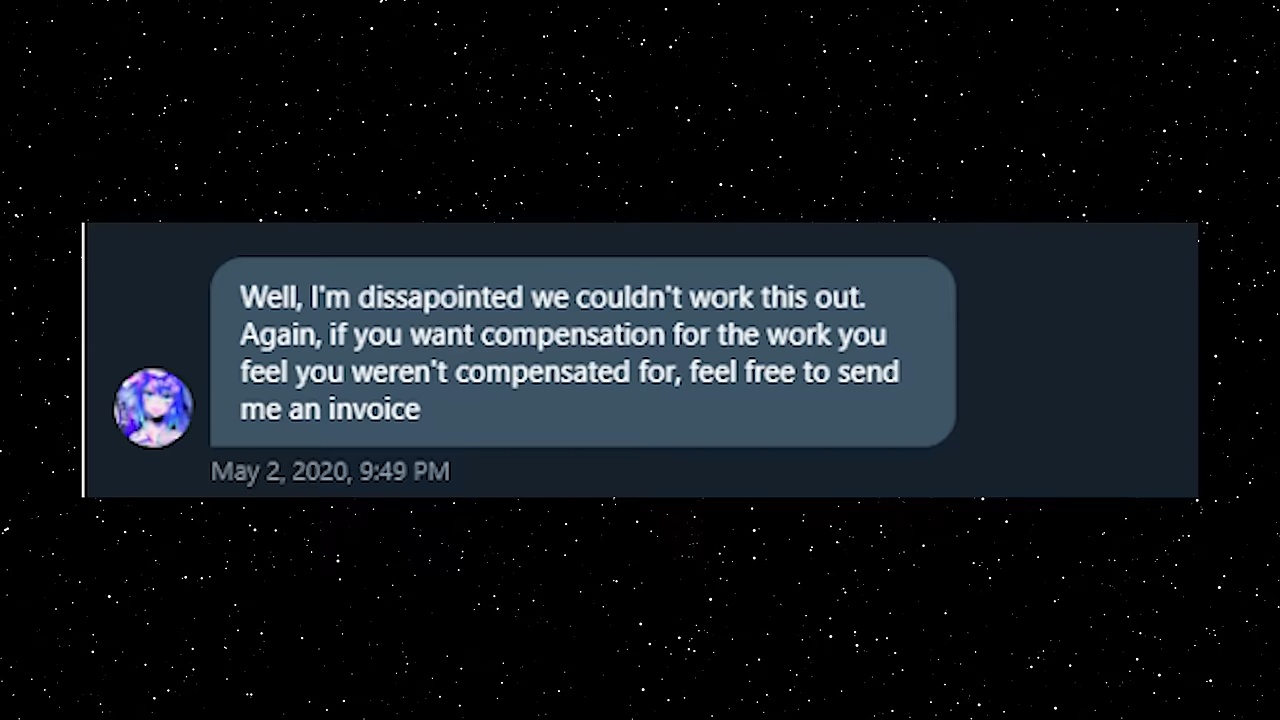 Well, I'm dissapointed we couldn't work this out.
Again, if you want compensation for the work you
feel you weren't compensated for, feel free to send
me an invoice
May 2, 2020, 9:49 PM